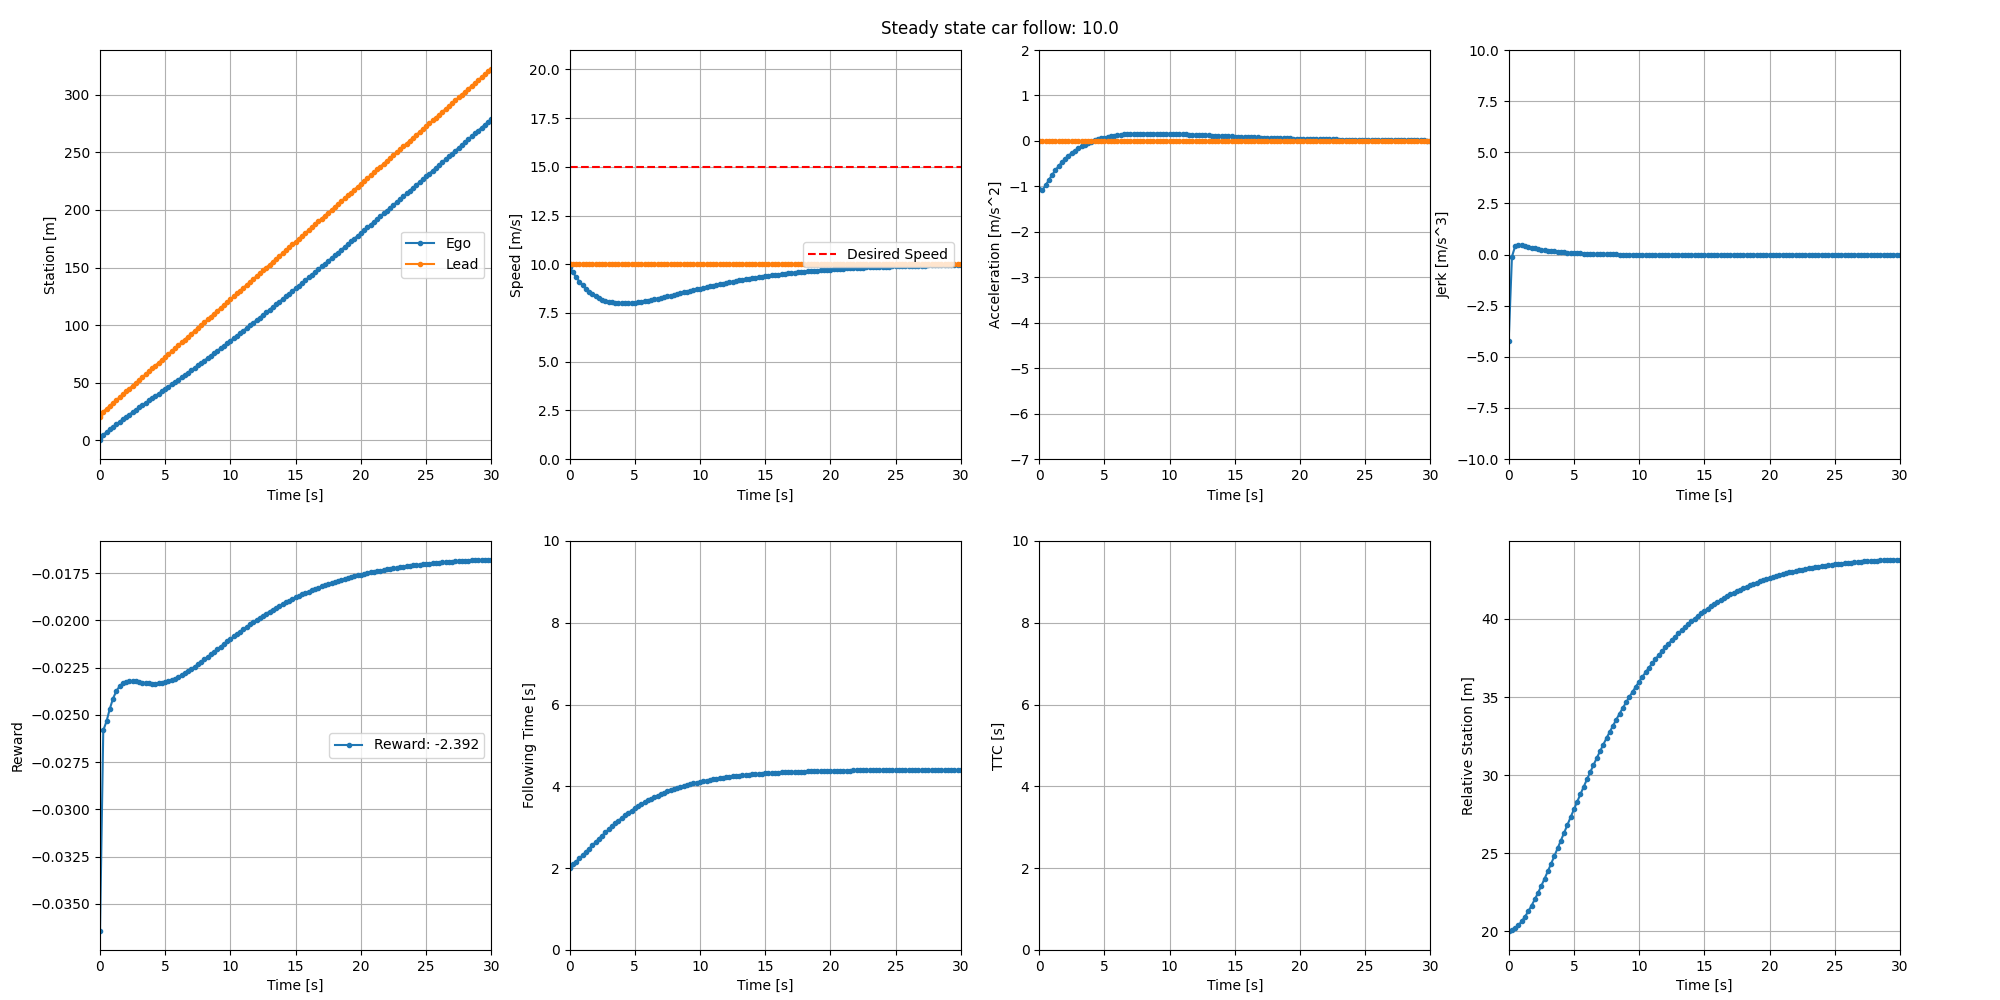 Steady state car follow: 10.0
Station [m]
300
250
200
150
100
50
0
Ego
Lead
0 5 10 15 20 25 30
Time [s]
Speed [m/s]
20.0
17.5
15.0
12.5
10.0
7.5
5.0
2.5
0.0
Desired Speed
0 5 10 15 20 25 30
Time [s]
Acceleration [m/s^2]
2
1
0
−1
−2
−3
−4
−5
−6
−7
0 5 10 15 20 25 30
Time [s]
Jerk [m/s^3]
10.0
7.5
5.0
2.5
0.0
−2.5
−5.0
−7.5
−10.0
0 5 10 15 20 25 30
Time [s]
Reward
−0.0175
−0.0200
−0.0225
−0.0250
−0.0275
−0.0300
−0.0325
−0.0350
Reward: -2.392
0 5 10 15 20 25 30
Time [s]
Following Time [s]
10
8
6
4
2
0
0 5 10 15 20 25 30
Time [s]
TTC [s]
10
8
6
4
2
0
0 5 10 15 20 25 30
Time [s]
Relative Station [m]
40
35
30
25
20
0 5 10 15 20 25 30
Time [s]